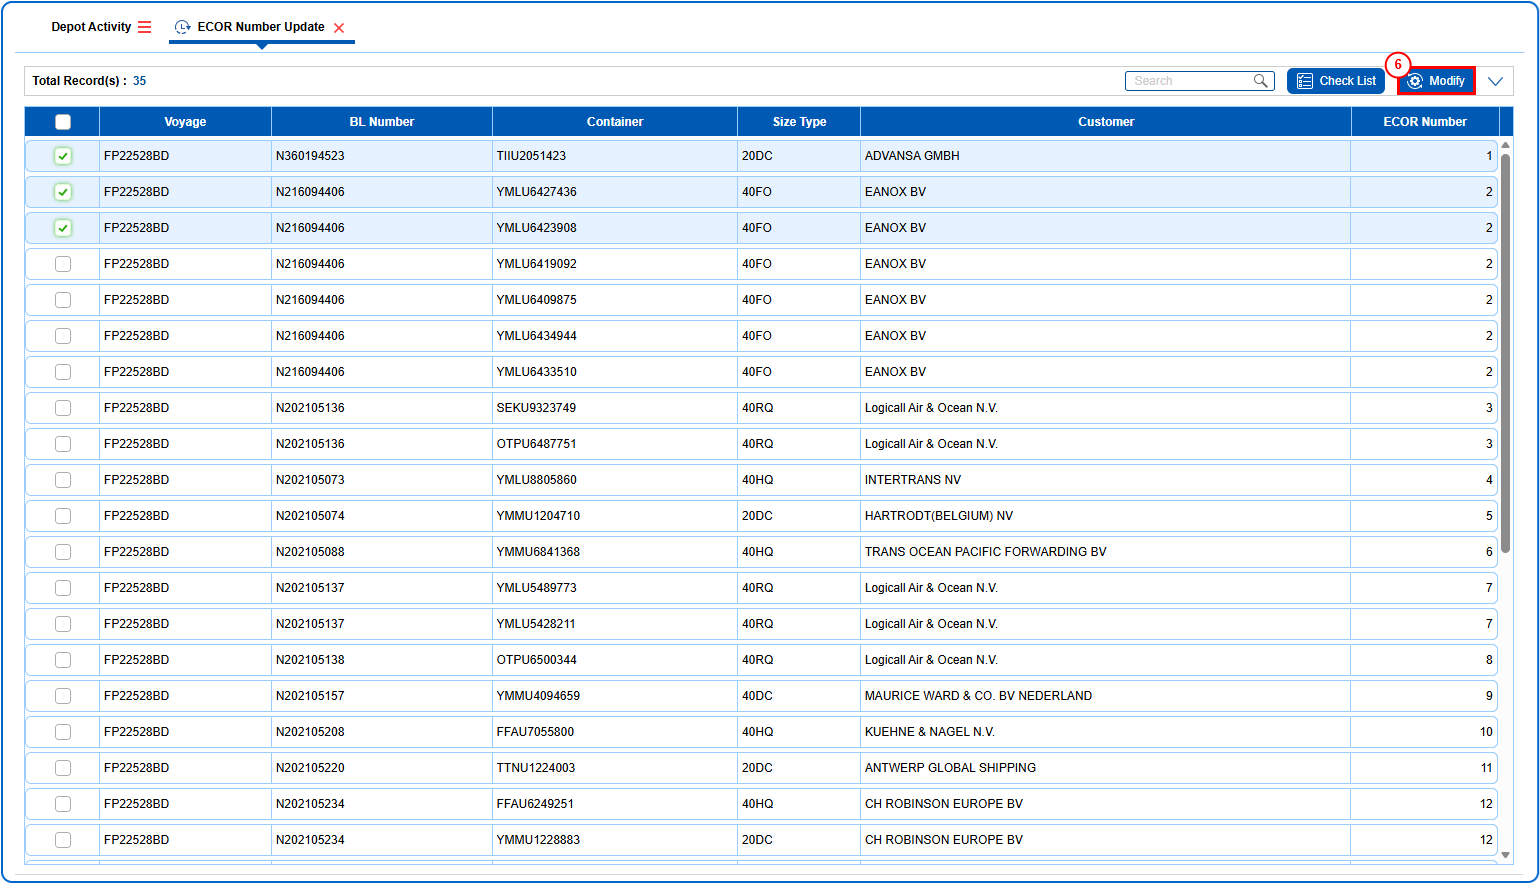 Depot Activity ECOR Number Update
Total Record(s) : 35 Search Check List 6 Modify
Voyage BL Number Container Size Type Customer ECOR Number
FP22528BD N360194523 TIIU2051423 20DC ADVANSA GMBH 1
FP22528BD N216094406 YMLU6427436 40FO EANOX BV 2
FP22528BD N216094406 YMLU6423908 40FO EANOX BV 2
FP22528BD N216094406 YMLU6419092 40FO EANOX BV 2
FP22528BD N216094406 YMLU6409875 40FO EANOX BV 2
FP22528BD N216094406 YMLU6434944 40FO EANOX BV 2
FP22528BD N216094406 YMLU6433510 40FO EANOX BV 2
FP22528BD N202105136 SEKU9323749 40RQ Logicall Air & Ocean N.V. 3
FP22528BD N202105136 OTPU6487751 40RQ Logicall Air & Ocean N.V. 3
FP22528BD N202105073 YMLU8805860 40HQ INTERTRANS NV 4
FP22528BD N202105074 YMMU1204710 20DC HARTRODT(BELGIUM) NV 5
FP22528BD N202105088 YMMU6841368 40HQ TRANS OCEAN PACIFIC FORWARDING BV 6
FP22528BD N202105137 YMLU5489773 40RQ Logicall Air & Ocean N.V. 7
FP22528BD N202105137 YMLU5428211 40RQ Logicall Air & Ocean N.V. 7
FP22528BD N202105138 OTPU6500344 40RQ Logicall Air & Ocean N.V. 8
FP22528BD N202105157 YMMU4094659 40DC MAURICE WARD & CO. BV NEDERLAND 9
FP22528BD N202105208 FFAU7055800 40HQ KUEHNE & NAGEL N.V. 10
FP22528BD N202105220 TTNU1224003 20DC ANTWERP GLOBAL SHIPPING 11
FP22528BD N202105234 FFAU6249251 40HQ CH ROBINSON EUROPE BV 12
FP22528BD N202105234 YMMU1228883 20DC CH ROBINSON EUROPE BV 12